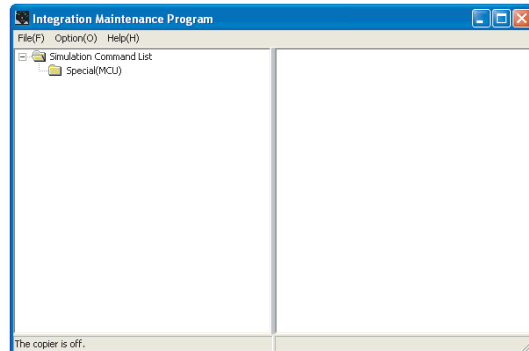 Integration Maintenance Program
File(F) Option(O) Help(H)
Simulation Command List
Special(MCU)
The copier is off.